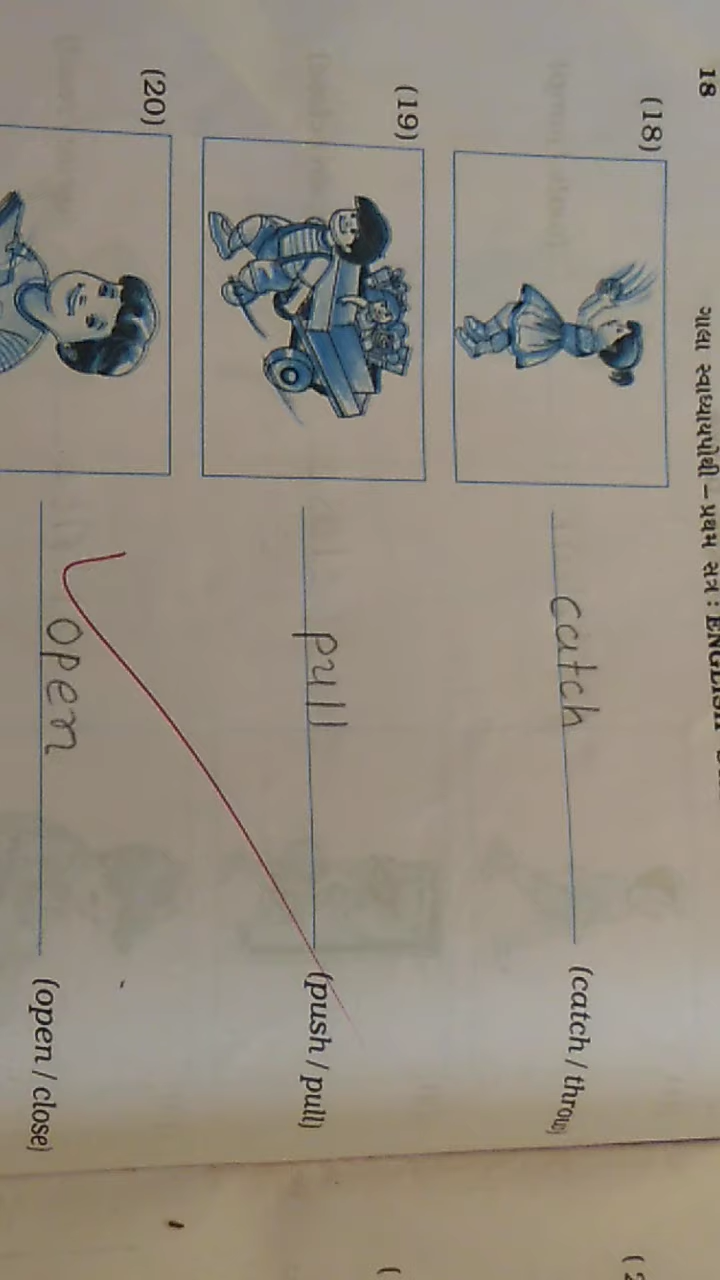 18 શાલા સ્વાધ્યાયપોથી – પ્રથમ સત્ર : ENGLISH
(18) catch (catch / throw)
(19) pull (push / pull)
(20) open (open / close)